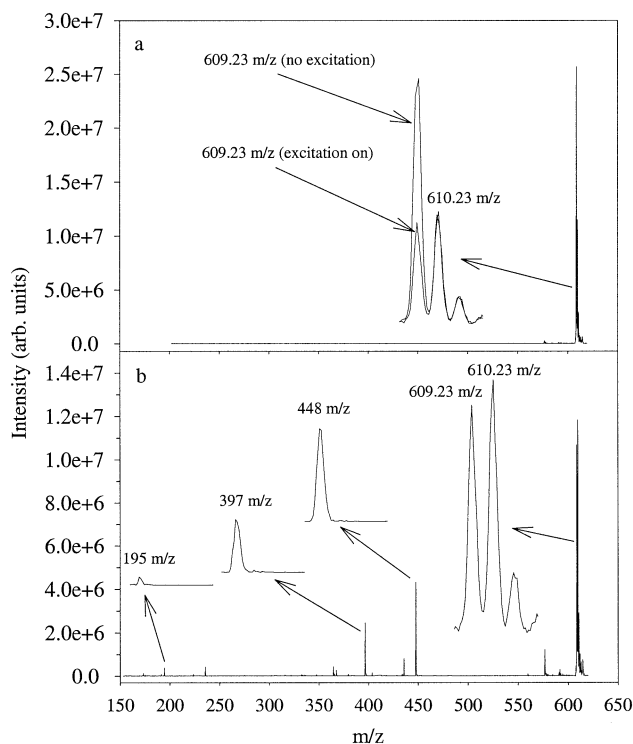 3.0e+7
a
609.23 m/z (no excitation)
2.5e+7
2.0e+7
609.23 m/z (excitation on)
1.5e+7
610.23 m/z
1.0e+7
5.0e+6
0.0
Intensity (arb. units)
b
1.4e+7
610.23 m/z
609.23 m/z
448 m/z
1.2e+7
1.0e+7
397 m/z
8.0e+6
6.0e+6
195 m/z
4.0e+6
2.0e+6
0.0
150 200 250 300 350 400 450 500 550 600 650
m/z